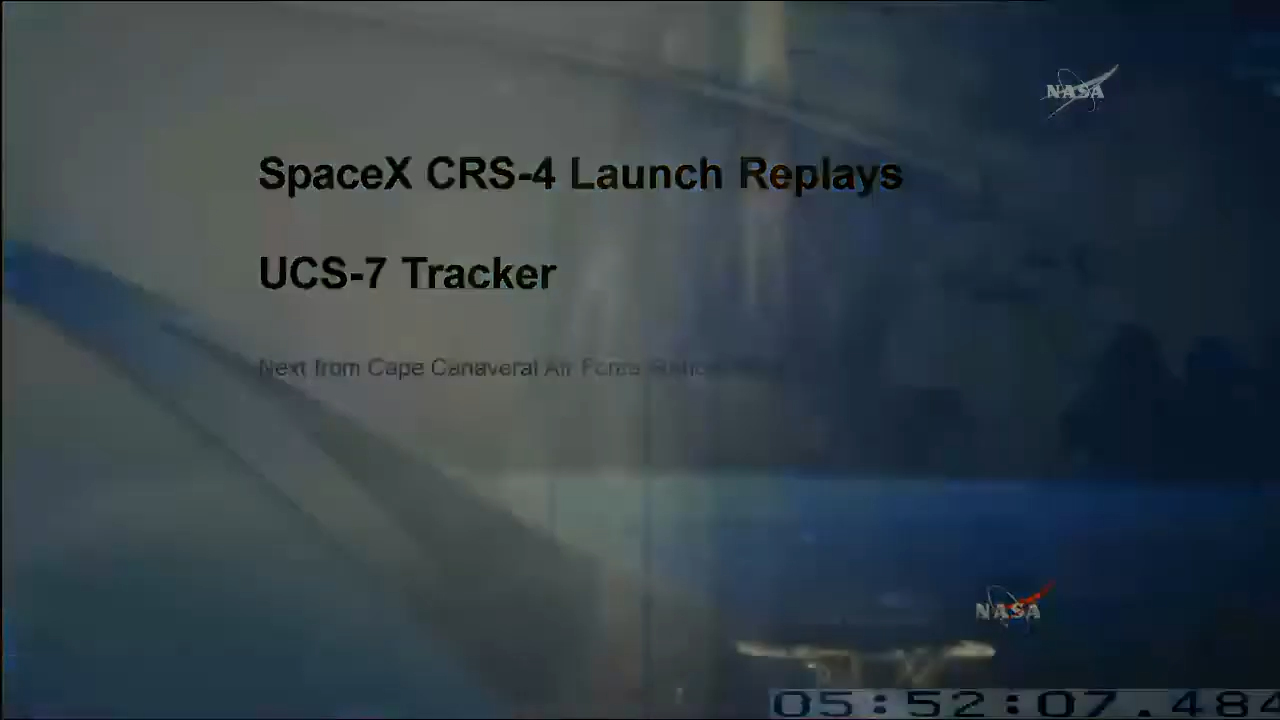 NASA
SpaceX CRS-4 Launch Replays
UCS-7 Tracker
Next from Cape Canaveral Air Force
NASA
05:52:07.484